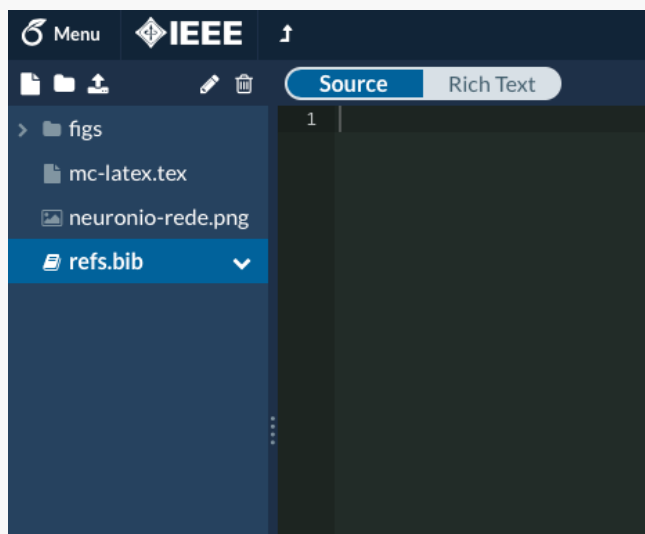 Menu IEEE
Source Rich Text
figs
mc-latex.tex
neuronio-rede.png
refs.bib
1